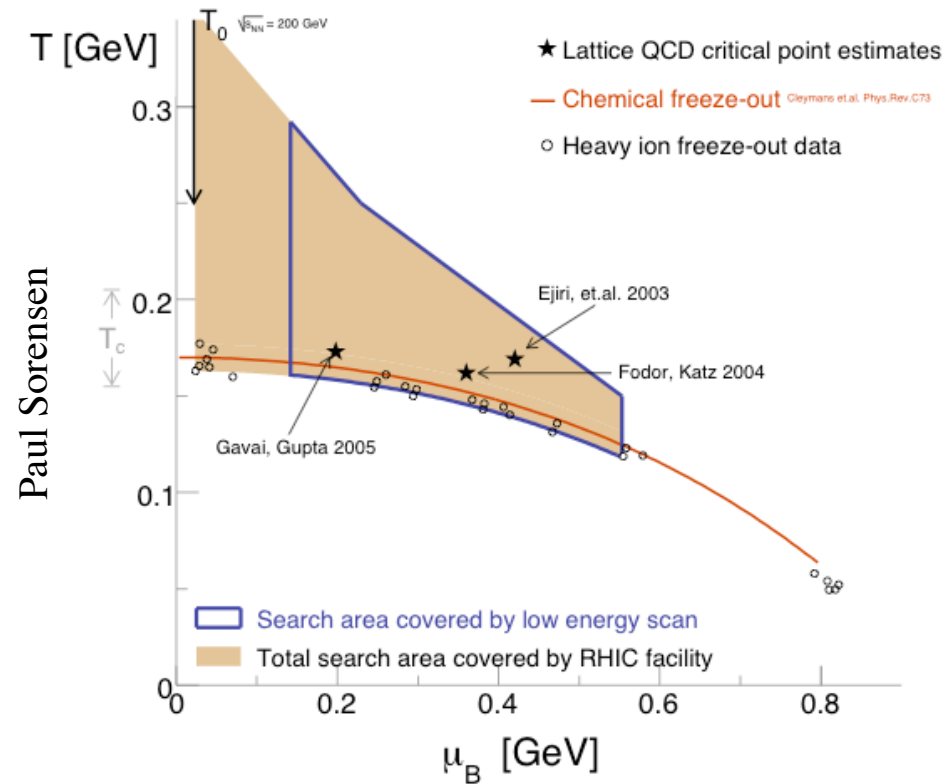 T₀ √sNN = 200 GeV
T [GeV]
★ Lattice QCD critical point estimates
Chemical freeze-out Cleymans et.al. Phys.Rev.C73
Heavy ion freeze-out data
0.3
Paul Sorensen
0.2
T_c
Ejiri, et.al. 2003
Fodor, Katz 2004
Gavai, Gupta 2005
0.1
Search area covered by low energy scan
Total search area covered by RHIC facility
0
0 0.2 0.4 0.6 0.8
μ_B [GeV]